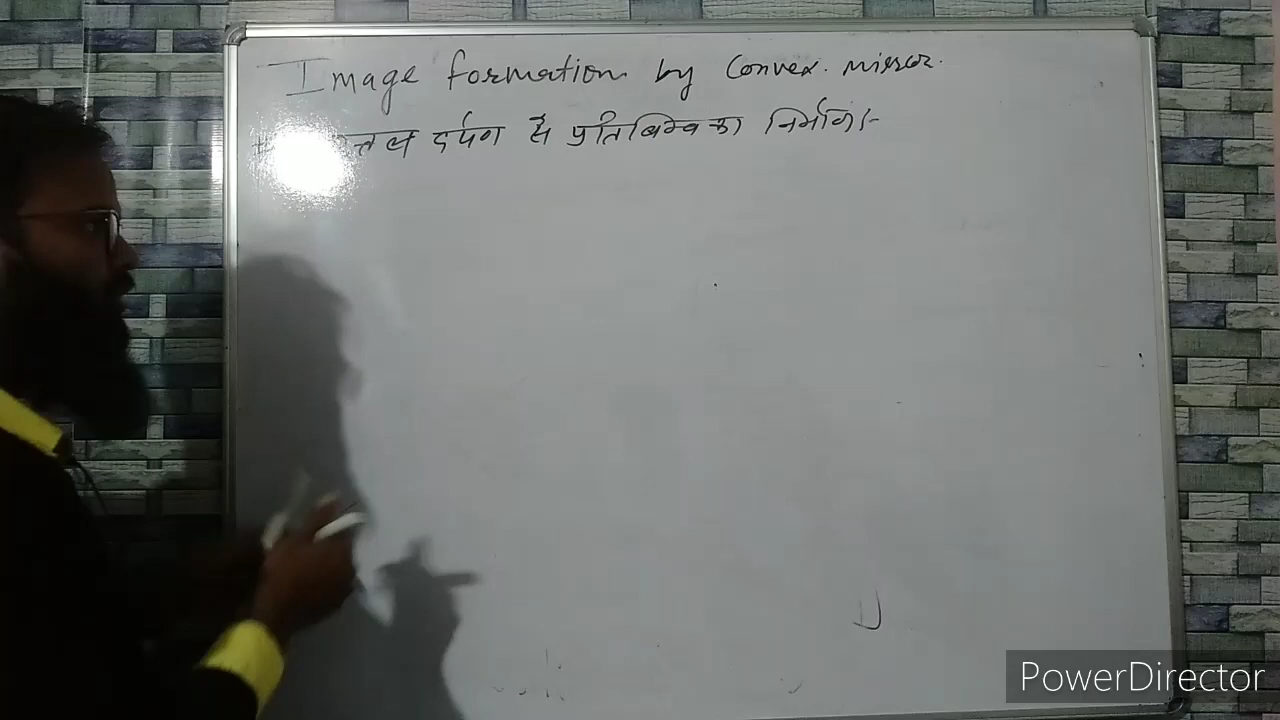 Image formation by Convex. mirror.
दर्पण से प्रतिबिम्ब का निर्माण:-
U
PowerDirector